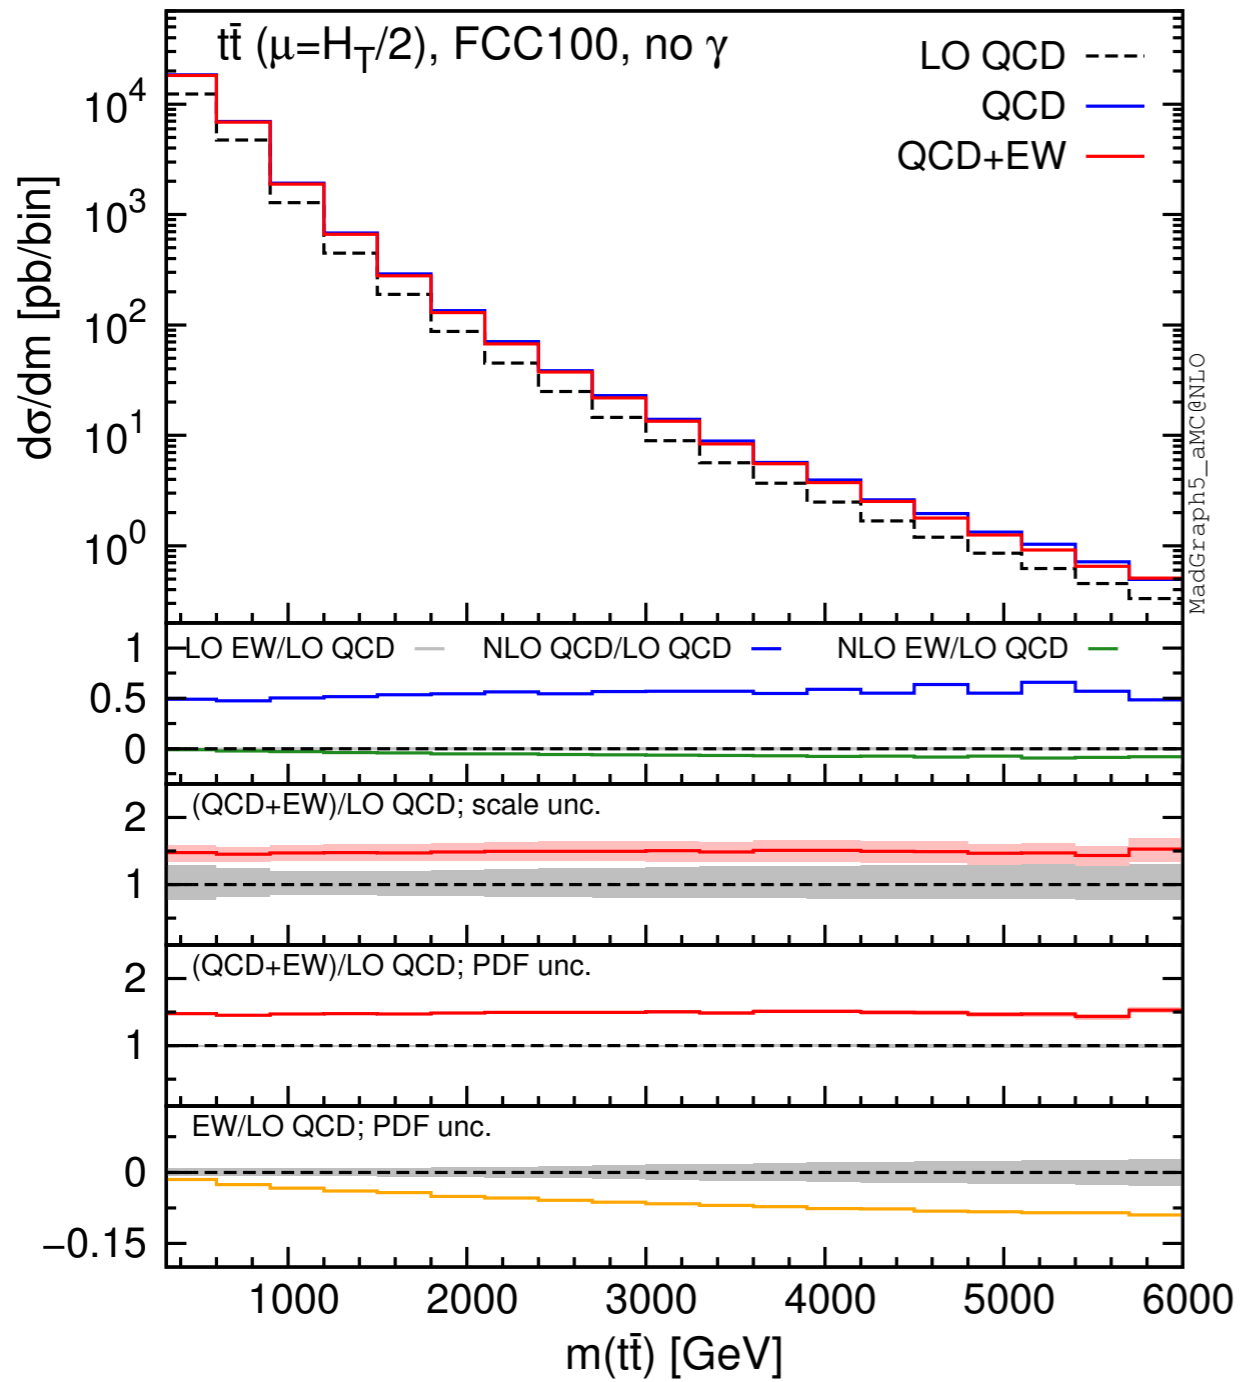 tt̄ (μ=H_T/2), FCC100, no γ
LO QCD
QCD
QCD+EW
10^4
10^3
10^2
10^1
10^0
dσ/dm [pb/bin]
MadGraph5_aMC@NLO
LO EW/LO QCD NLO QCD/LO QCD NLO EW/LO QCD
1
0.5
0
(QCD+EW)/LO QCD; scale unc.
2
1
(QCD+EW)/LO QCD; PDF unc.
2
1
EW/LO QCD; PDF unc.
0
−0.15
1000 2000 3000 4000 5000 6000
m(tt̄) [GeV]